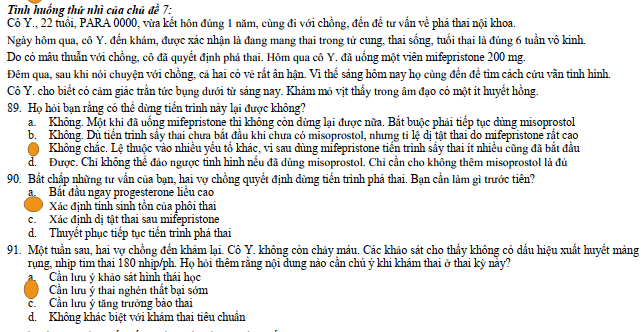 Tình huống thứ nhì của chủ đề 7:
Cô Y., 22 tuổi, PARA 0000, vừa kết hôn đúng 1 năm, cùng đi với chồng, đến để tư vấn về phá thai nội khoa.
Ngày hôm qua, cô Y. đến khám, được xác nhận là đang mang thai trong tử cung, thai sống, tuổi thai là đúng 6 tuần vô kinh.
Do có mâu thuẫn với chồng, cô đã quyết định phá thai. Hôm qua cô Y. đã uống một viên mifepristone 200 mg.
Đêm qua, sau khi nói chuyện với chồng, cả hai có vẻ rất ân hận. Vì thế sáng hôm nay họ cùng đến để tìm cách cứu vãn tình hình.
Cô Y. cho biết có cảm giác trằn tức bụng dưới từ sáng nay. Khám mỏ vịt thấy trong âm đạo có một ít huyết hồng.
89. Họ hỏi bạn rằng có thể dừng tiến trình này lại được không?
a. Không. Một khi đã uống mifepristone thì không còn dừng lại được nữa. Bắt buộc phải tiếp tục dùng misoprostol
b. Không. Dù tiến trình sẩy thai chưa bắt đầu khi chưa có misoprostol, nhưng tỉ lệ dị tật thai do mifepristone rất cao
Không chắc. Lệ thuộc vào nhiều yếu tố khác, vì sau dùng mifepristone tiến trình sẩy thai ít nhiều cũng đã bắt đầu
d. Được. Chỉ không thể đảo ngược tình hình nếu đã dùng misoprostol. Chỉ cần cho không thêm misoprostol là đủ
90. Bất chấp những tư vấn của bạn, hai vợ chồng quyết định dừng tiến trình phá thai. Bạn cần làm gì trước tiên?
a. Bắt đầu ngay progesterone liều cao
Xác định tính sinh tồn của phôi thai
c. Xác định dị tật thai sau mifepristone
d. Thuyết phục tiếp tục tiến trình phá thai
91. Một tuần sau, hai vợ chồng đến khám lại. Cô Y. không còn chảy máu. Các khảo sát cho thấy không có dấu hiệu xuất huyết màng
rụng, nhịp tim thai 180 nhịp/ph. Họ hỏi thêm rằng nội dung nào cần chú ý khi khám thai ở thai kỳ này?
a. Cần lưu ý khảo sát hình thái học
Cần lưu ý thai nghén thất bại sớm
c. Cần lưu ý tăng trưởng bào thai
d. Không khác biệt với khám thai tiêu chuẩn